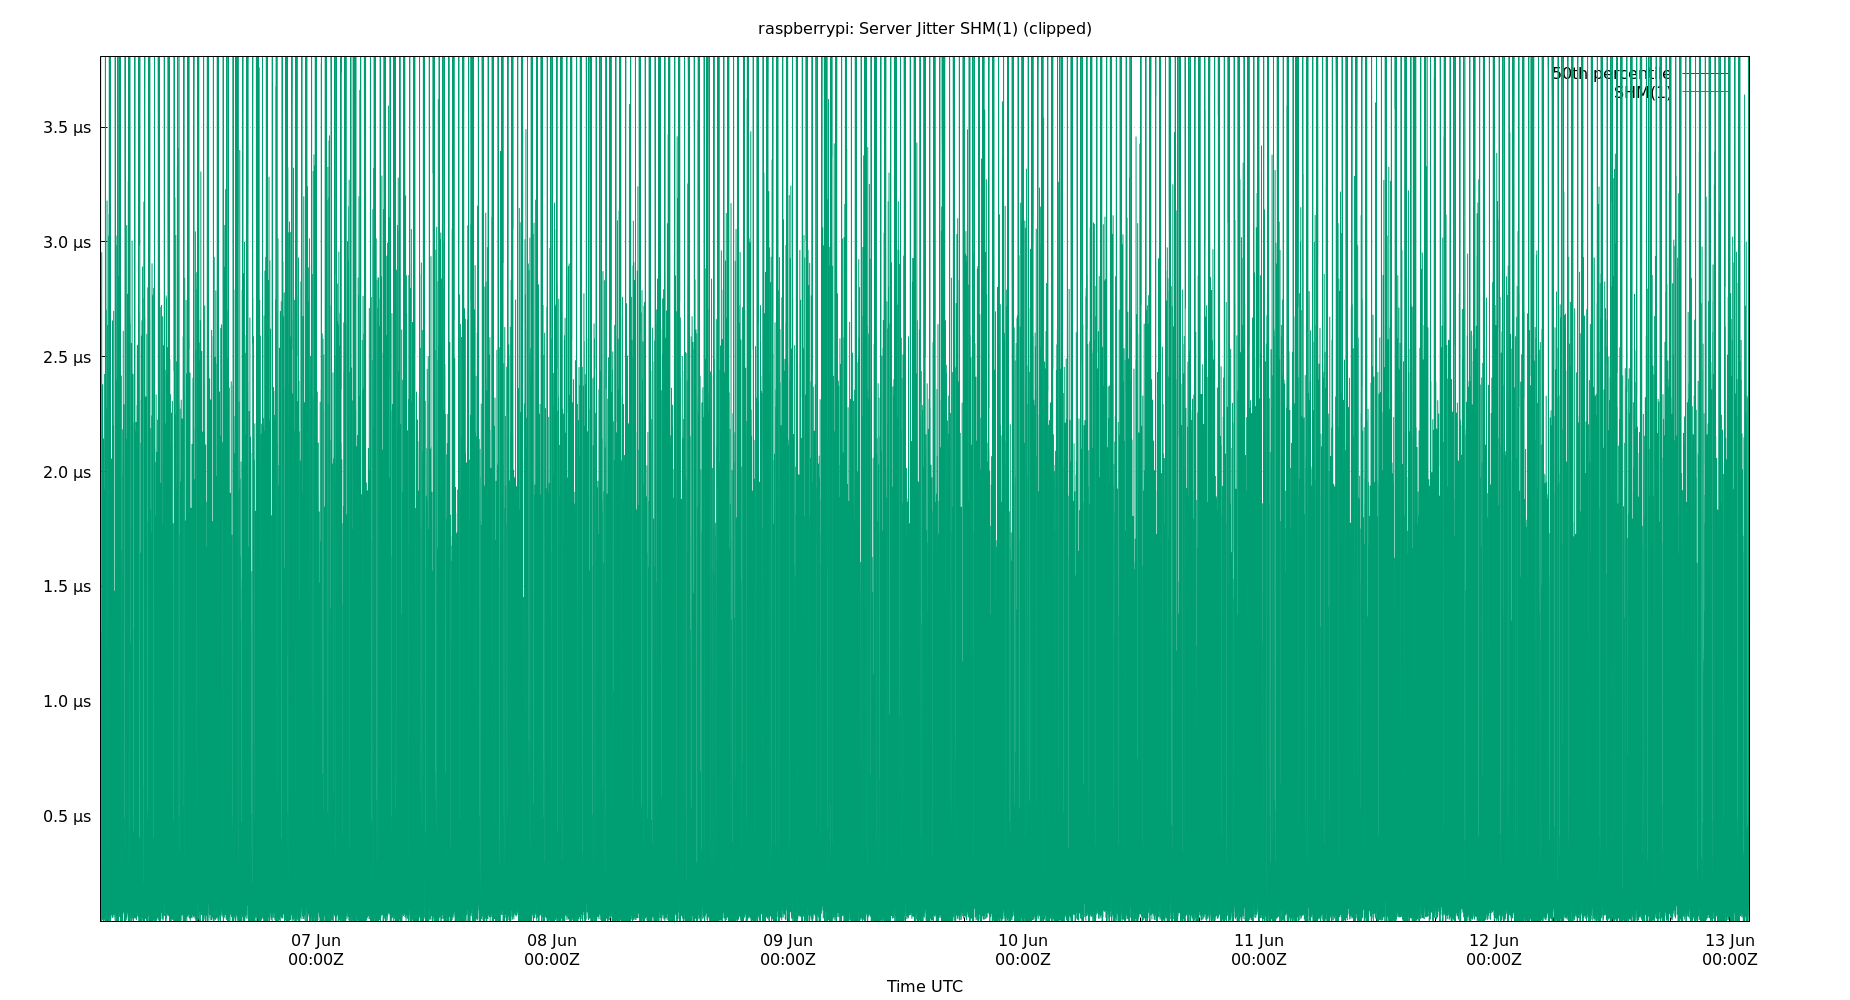 raspberrypi: Server Jitter SHM(1) (clipped)
50th percentile
SHM(1)
3.5 µs
3.0 µs
2.5 µs
2.0 µs
1.5 µs
1.0 µs
0.5 µs
07 Jun 08 Jun 09 Jun 10 Jun 11 Jun 12 Jun 13 Jun
00:00Z 00:00Z 00:00Z 00:00Z 00:00Z 00:00Z 00:00Z
Time UTC